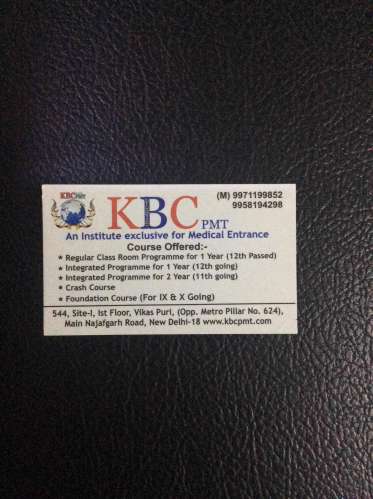 KBCPMT
(M) 9971199852
9958194298
KBC PMT
An Institute exclusive for Medical Entrance
Course Offered:-
★ Regular Class Room Programme for 1 Year (12th Passed)
★ Integrated Programme for 1 Year (12th going)
★ Integrated Programme for 2 Year (11th going)
★ Crash Course
★ Foundation Course (For IX & X Going)
544, Site-I, Ist Floor, Vikas Puri, (Opp. Metro Pillar No. 624),
Main Najafgarh Road, New Delhi-18 www.kbcpmt.com